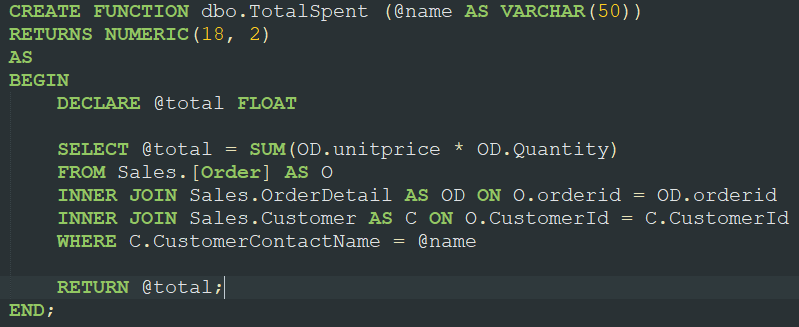 CREATE FUNCTION dbo.TotalSpent (@name AS VARCHAR(50))
RETURNS NUMERIC(18, 2)
AS
BEGIN
    DECLARE @total FLOAT

    SELECT @total = SUM(OD.unitprice * OD.Quantity)
    FROM Sales.[Order] AS O
    INNER JOIN Sales.OrderDetail AS OD ON O.orderid = OD.orderid
    INNER JOIN Sales.Customer AS C ON O.CustomerId = C.CustomerId
    WHERE C.CustomerContactName = @name

    RETURN @total;
END;